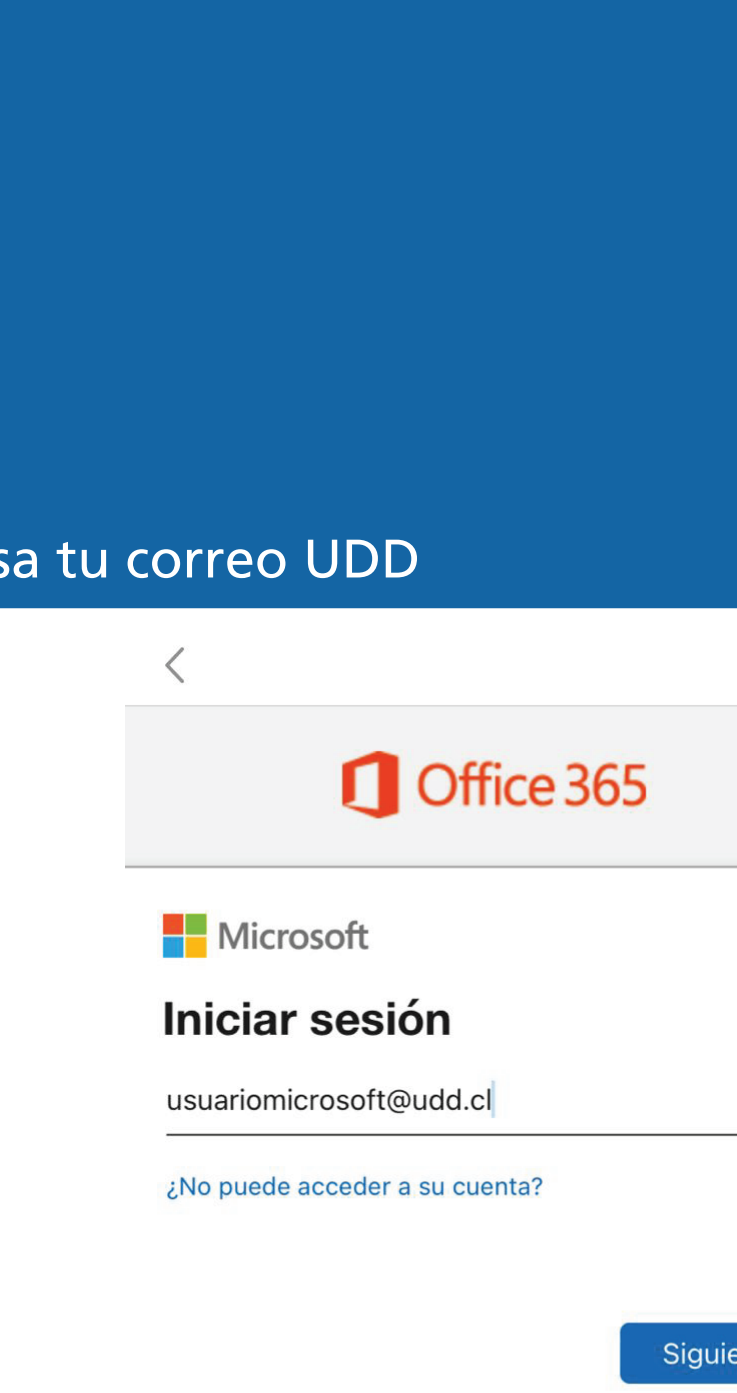 tu correo UDD
Office 365
Microsoft
Iniciar sesión
usuariomicrosoft@udd.cl
¿No puede acceder a su cuenta?